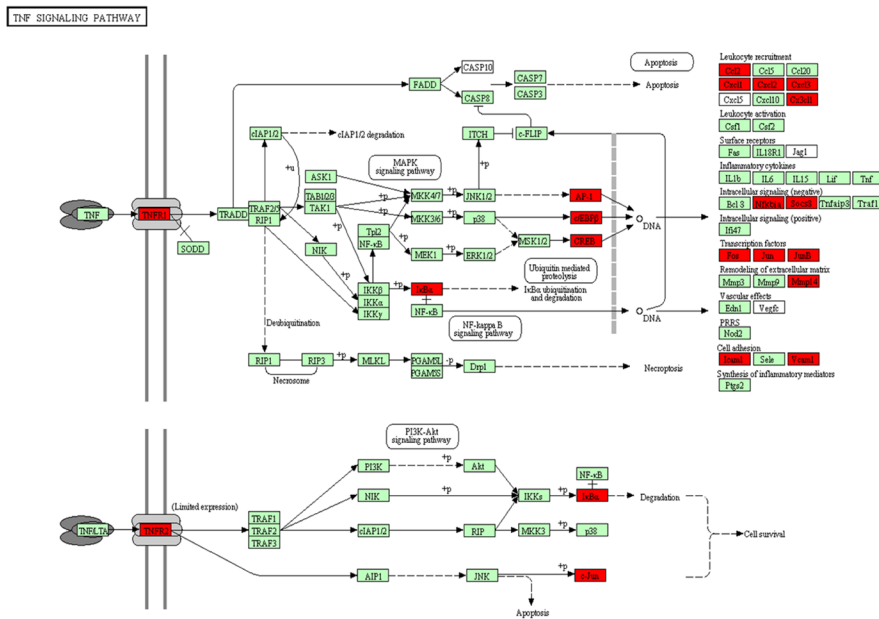 TNF SIGNALING PATHWAY
CASP10
FADD
CASP8
CASP7
CASP3
Apoptosis
Apoptosis
cIAP1/2
cIAP1/2 degradation
ITCH
c-FLIP
+u
+p
MAPK
signaling pathway
ASK1
TAB1/2/3
TAK1
+p
+p
MKK4/7
+p
JNK1/2
AP-1
TNF
TNFR1
TRADD
TRAF2/5
RIP1
MKK3/6
+p
p38
c/EBPβ
DNA
SODD
NIK
+p
+p
Tpl2
NF-κB
+p
MEK1
+p
ERK1/2
MSK1/2
CREB
IKKβ
IKKα
IKKγ
+p
IκBα
NF-κB
Ubiquitin mediated
proteolysis
IκBα ubiquitination
and degradation
NF-kappa B
signaling pathway
DNA
Deubiquitination
RIP1
RIP3
Necrosome
+p
MLKL
PGAM5L
PGAM5S
-p
Drp1
Necroptosis
Leukocyte recruitment
Ccl2 Ccl5 Ccl20
Cxcl1 Cxcl2 Cxcl3
Cxcl5 Cxcl10 Cx3cl1
Leukocyte activation
Csf1 Csf2
Surface receptors
Fas IL18R1 Jag1
Inflammatory cytokines
IL1b IL6 IL15 Lif Tnf
Intracellular signaling (negative)
Bcl3 Nfkbia Socs3 Tnfaip3 Traf1
Intracellular signaling (positive)
Ifi47
Transcription factors
Fos Jun JunB
Remodeling of extracellular matrix
Mmp3 Mmp9 Mmp14
Vascular effects
Edn1 Vegfc
PRRS
Nod2
Cell adhesion
Icam1 Sele Vcam1
Synthesis of inflammatory mediators
Ptgs2
PI3K-Akt
signaling pathway
PI3K
+p
Akt
NF-κB
NIK
+p
IKKs
+p
IκBα
Degradation
(Limited expression)
TNFR2
TRAF1
TRAF2
TRAF3
cIAP1/2
RIP
MKK3
+p
p38
Cell survival
AIP1
JNK
+p
c-Jun
Apoptosis